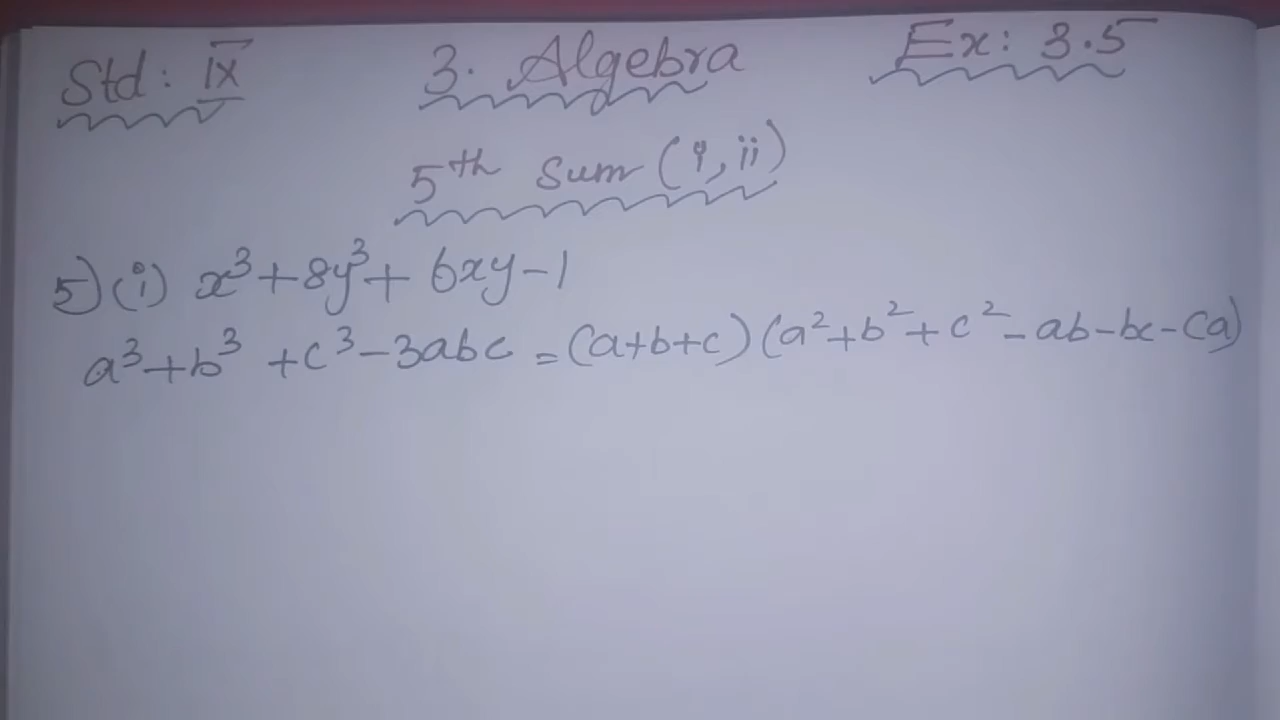 Std: IX 3. Algebra Ex: 3.5
5th Sum (i, ii)
5) (i) x³ + 8y³ + 6xy - 1
a³ + b³ + c³ - 3abc = (a+b+c) (a² + b² + c² - ab - bc - ca)